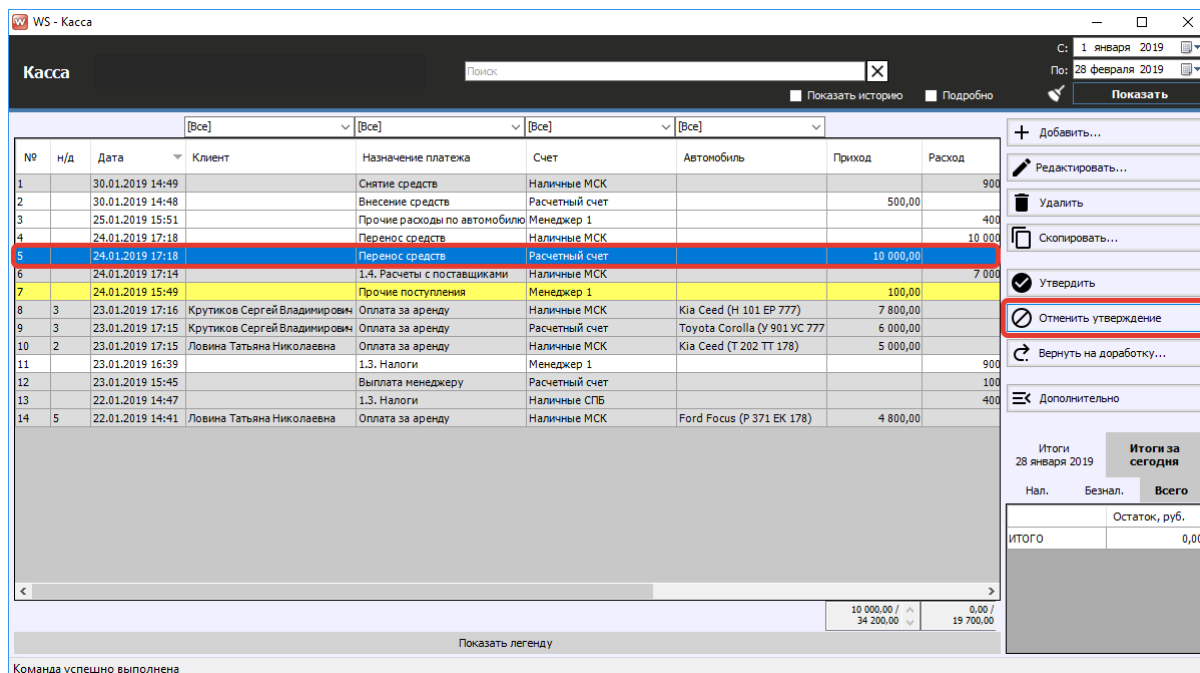 WS - Касса
Касса
Поиск
С: 1 января 2019
По: 28 февраля 2019
Показать историю Подробно Показать
[Все] [Все] [Все] [Все]
№ н/д Дата Клиент Назначение платежа Счет Автомобиль Приход Расход
1 30.01.2019 14:49 Снятие средств Наличные МСК 900
2 30.01.2019 14:48 Внесение средств Расчетный счет 500,00
3 25.01.2019 15:51 Прочие расходы по автомобилю Менеджер 1 400
4 24.01.2019 17:18 Перенос средств Наличные МСК 10 000
5 24.01.2019 17:18 Перенос средств Расчетный счет 10 000,00
6 24.01.2019 17:14 1.4. Расчеты с поставщиками Наличные МСК 7 000
7 24.01.2019 15:49 Прочие поступления Менеджер 1 100,00
8 3 23.01.2019 17:16 Крутиков Сергей Владимирович Оплата за аренду Наличные МСК Kia Ceed (Н 101 ЕР 777) 7 800,00
9 3 23.01.2019 17:15 Крутиков Сергей Владимирович Оплата за аренду Расчетный счет Toyota Corolla (У 901 УС 777 6 000,00
10 2 23.01.2019 17:15 Ловина Татьяна Николаевна Оплата за аренду Наличные МСК Kia Ceed (Т 202 ТТ 178) 5 000,00
11 23.01.2019 16:39 1.3. Налоги Менеджер 1 900
12 23.01.2019 15:45 Выплата менеджеру Расчетный счет 100
13 22.01.2019 14:47 1.3. Налоги Наличные СПБ 400
14 5 22.01.2019 14:41 Ловина Татьяна Николаевна Оплата за аренду Наличные МСК Ford Focus (Р 371 ЕК 178) 4 800,00
10 000,00 / 0,00 /
34 200,00 19 700,00
Показать легенду
Команда успешно выполнена
Добавить...
Редактировать...
Удалить
Скопировать...
Утвердить
Отменить утверждение
Вернуть на доработку...
Дополнительно
Итоги Итоги за
28 января 2019 сегодня
Нал. Безнал. Всего
Остаток, руб.
ИТОГО 0,00